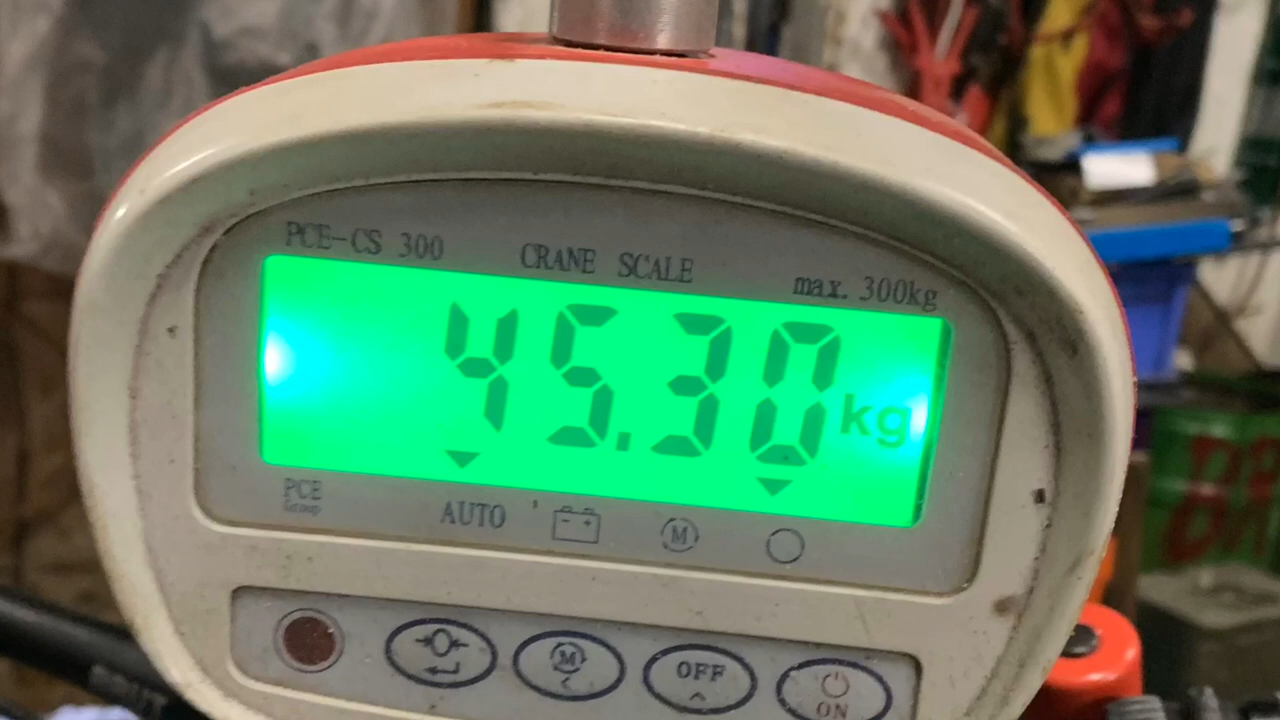 PCE-CS 300 CRANE SCALE max. 300kg
45.30 kg
PCE
Group
AUTO M
M OFF ON